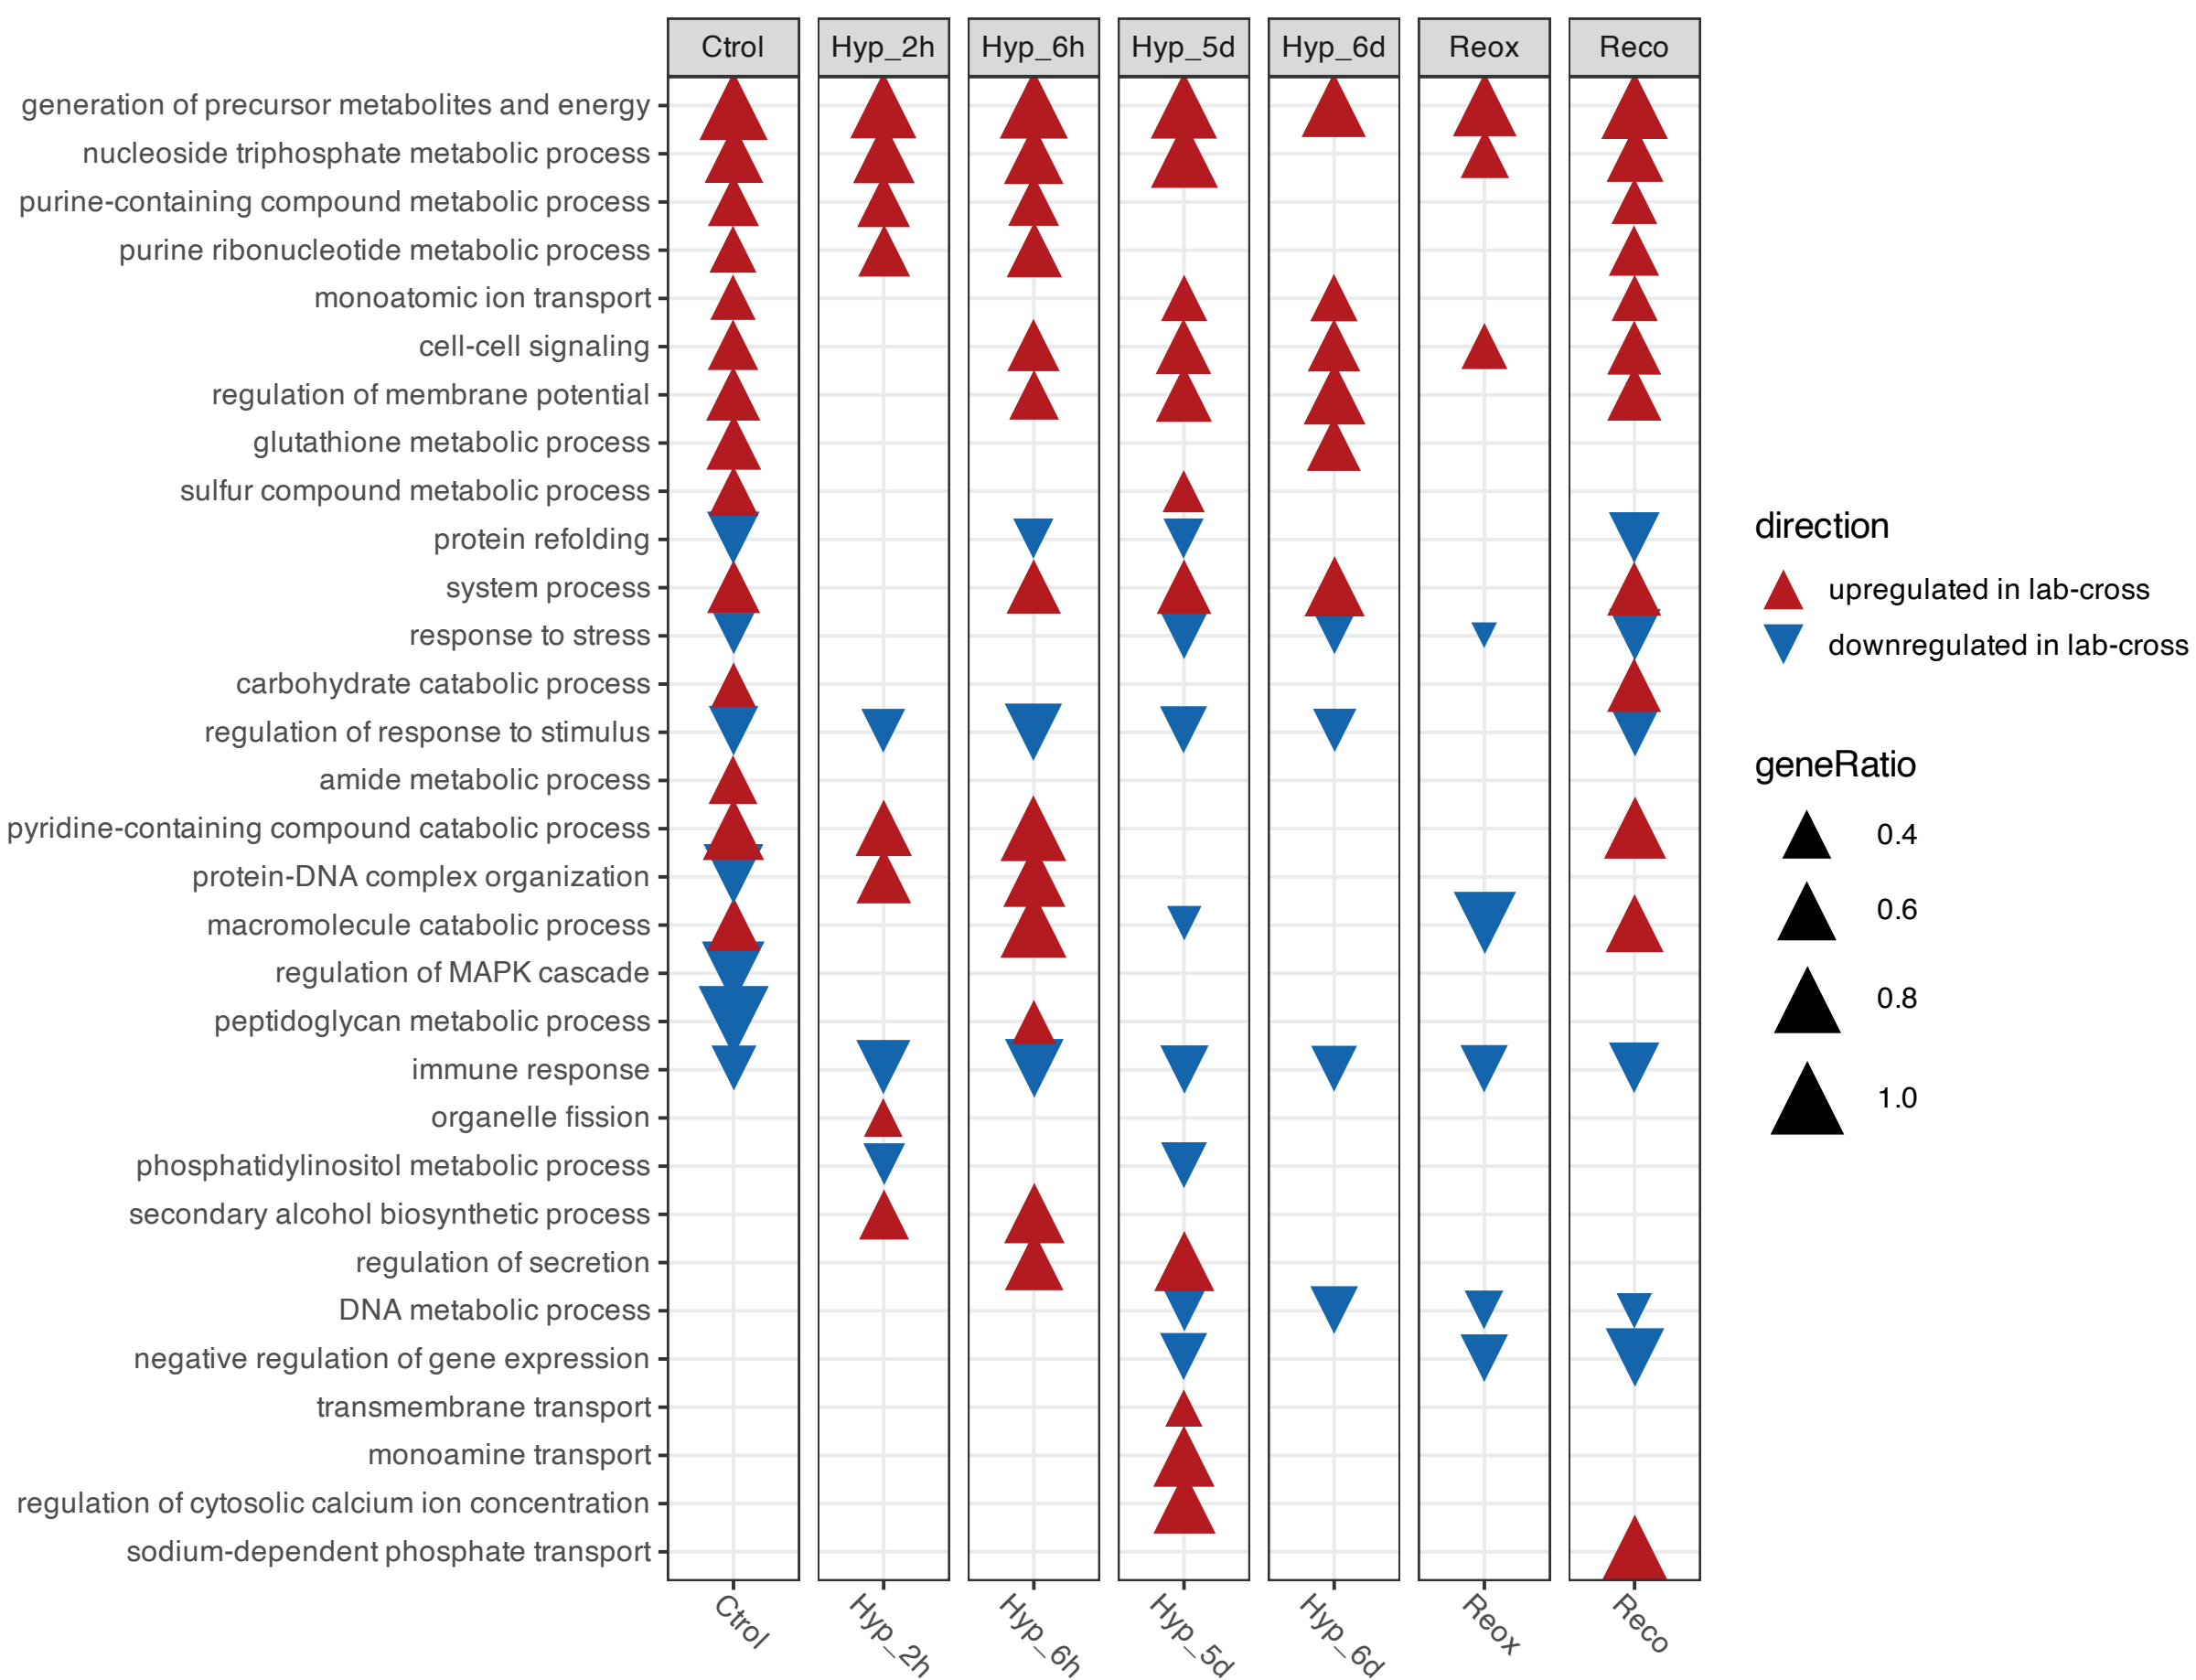 Ctrol Hyp_2h Hyp_6h Hyp_5d Hyp_6d Reox Reco
generation of precursor metabolites and energy
nucleoside triphosphate metabolic process
purine-containing compound metabolic process
purine ribonucleotide metabolic process
monoatomic ion transport
cell-cell signaling
regulation of membrane potential
glutathione metabolic process
sulfur compound metabolic process
protein refolding
system process
response to stress
carbohydrate catabolic process
regulation of response to stimulus
amide metabolic process
pyridine-containing compound catabolic process
protein-DNA complex organization
macromolecule catabolic process
regulation of MAPK cascade
peptidoglycan metabolic process
immune response
organelle fission
phosphatidylinositol metabolic process
secondary alcohol biosynthetic process
regulation of secretion
DNA metabolic process
negative regulation of gene expression
transmembrane transport
monoamine transport
regulation of cytosolic calcium ion concentration
sodium-dependent phosphate transport
Ctrol Hyp_2h Hyp_6h Hyp_5d Hyp_6d Reox Reco
direction
upregulated in lab-cross
downregulated in lab-cross
geneRatio
0.4
0.6
0.8
1.0